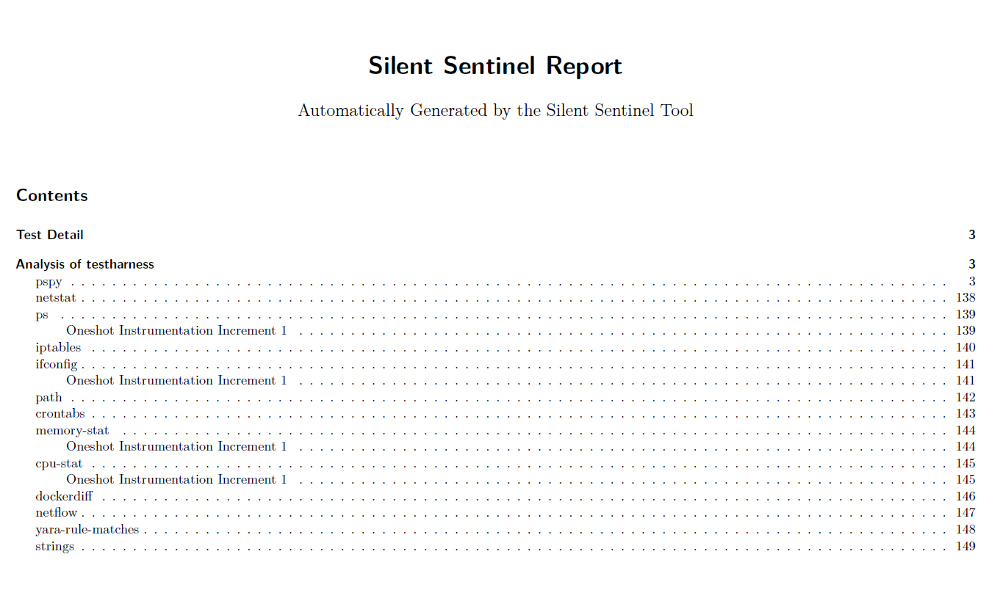 Silent Sentinel Report
Automatically Generated by the Silent Sentinel Tool
Contents
Test Detail 3
Analysis of testharness 3
pspy . . . . . . . . . . . . . . . . . . . . 3
netstat . . . . . . . . . . . . . . . . . . . . 138
ps . . . . . . . . . . . . . . . . . . . . 139
Oneshot Instrumentation Increment 1 . . . . . . . . . . . . . . . . . . . . 139
iptables . . . . . . . . . . . . . . . . . . . . 140
ifconfig . . . . . . . . . . . . . . . . . . . . 141
Oneshot Instrumentation Increment 1 . . . . . . . . . . . . . . . . . . . . 141
path . . . . . . . . . . . . . . . . . . . . 142
crontabs . . . . . . . . . . . . . . . . . . . . 143
memory-stat . . . . . . . . . . . . . . . . . . . . 144
Oneshot Instrumentation Increment 1 . . . . . . . . . . . . . . . . . . . . 144
cpu-stat . . . . . . . . . . . . . . . . . . . . 145
Oneshot Instrumentation Increment 1 . . . . . . . . . . . . . . . . . . . . 145
dockerdiff . . . . . . . . . . . . . . . . . . . . 146
netflow . . . . . . . . . . . . . . . . . . . . 147
yara-rule-matches . . . . . . . . . . . . . . . . . . . . 148
strings . . . . . . . . . . . . . . . . . . . . 149